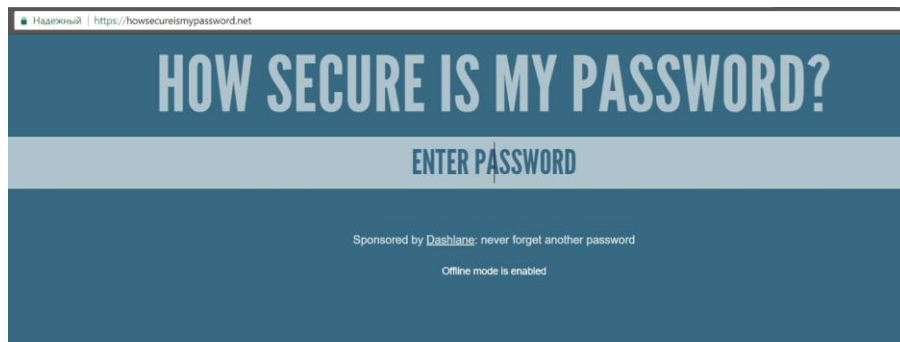 Надежный | https://howsecureismypassword.net
HOW SECURE IS MY PASSWORD?
ENTER PASSWORD
Sponsored by Dashlane: never forget another password
Offline mode is enabled